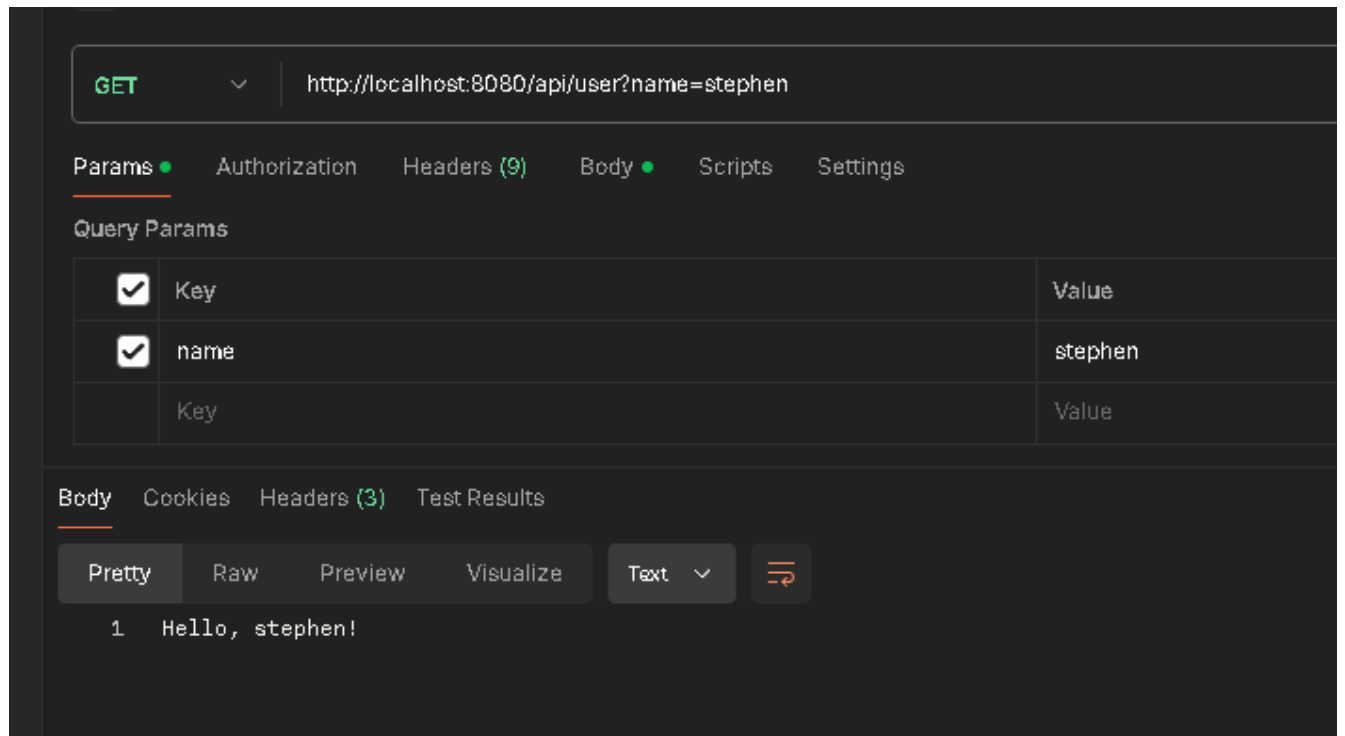 GET http://localhost:8080/api/user?name=stephen
Params Authorization Headers (9) Body Scripts Settings
Query Params
Key Value
name stephen
Key Value
Body Cookies Headers (3) Test Results
Pretty Raw Preview Visualize Text
1 Hello, stephen!